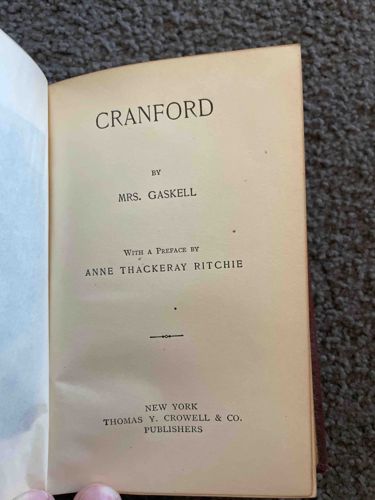 CRANFORD
BY
MRS. GASKELL
WITH A PREFACE BY
ANNE THACKERAY RITCHIE
NEW YORK
THOMAS Y. CROWELL & CO.
PUBLISHERS